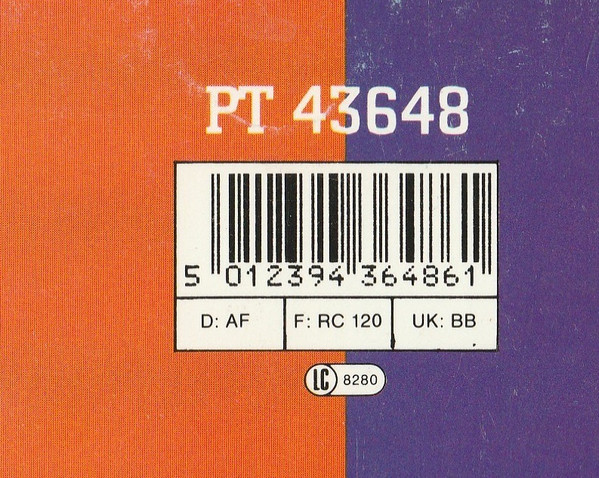 PT 43648
5 012394 364861
D: AF F: RC 120 UK: BB
LC 8280